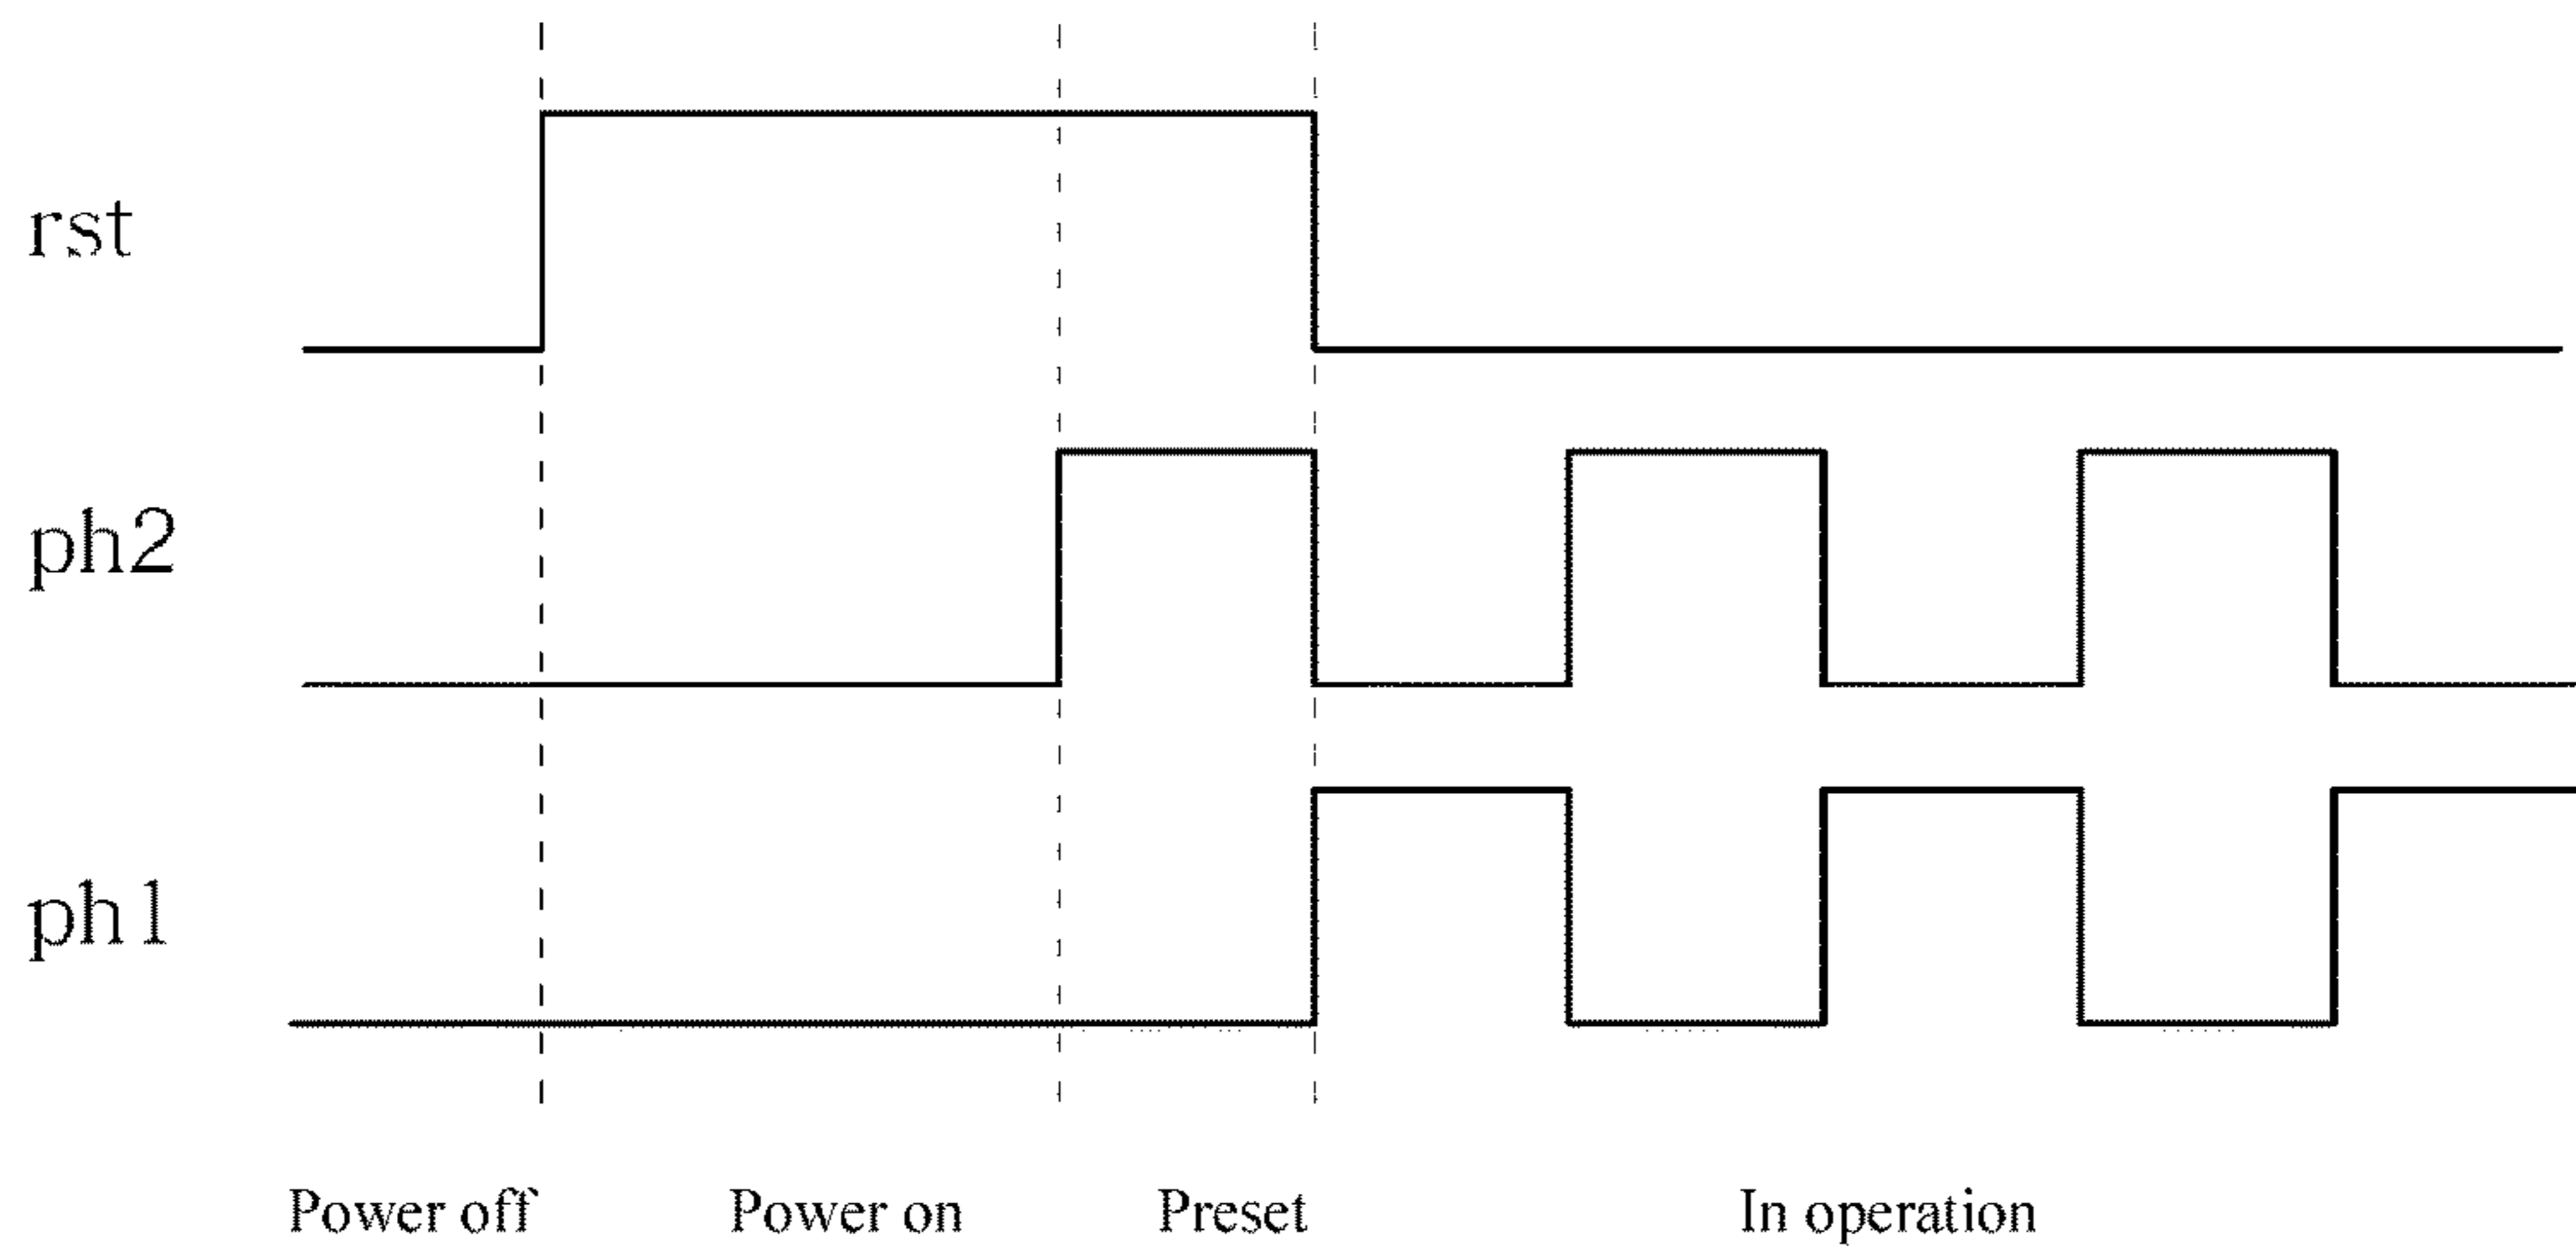 rst
ph2
ph1
Power off
Power on
Preset
In operation